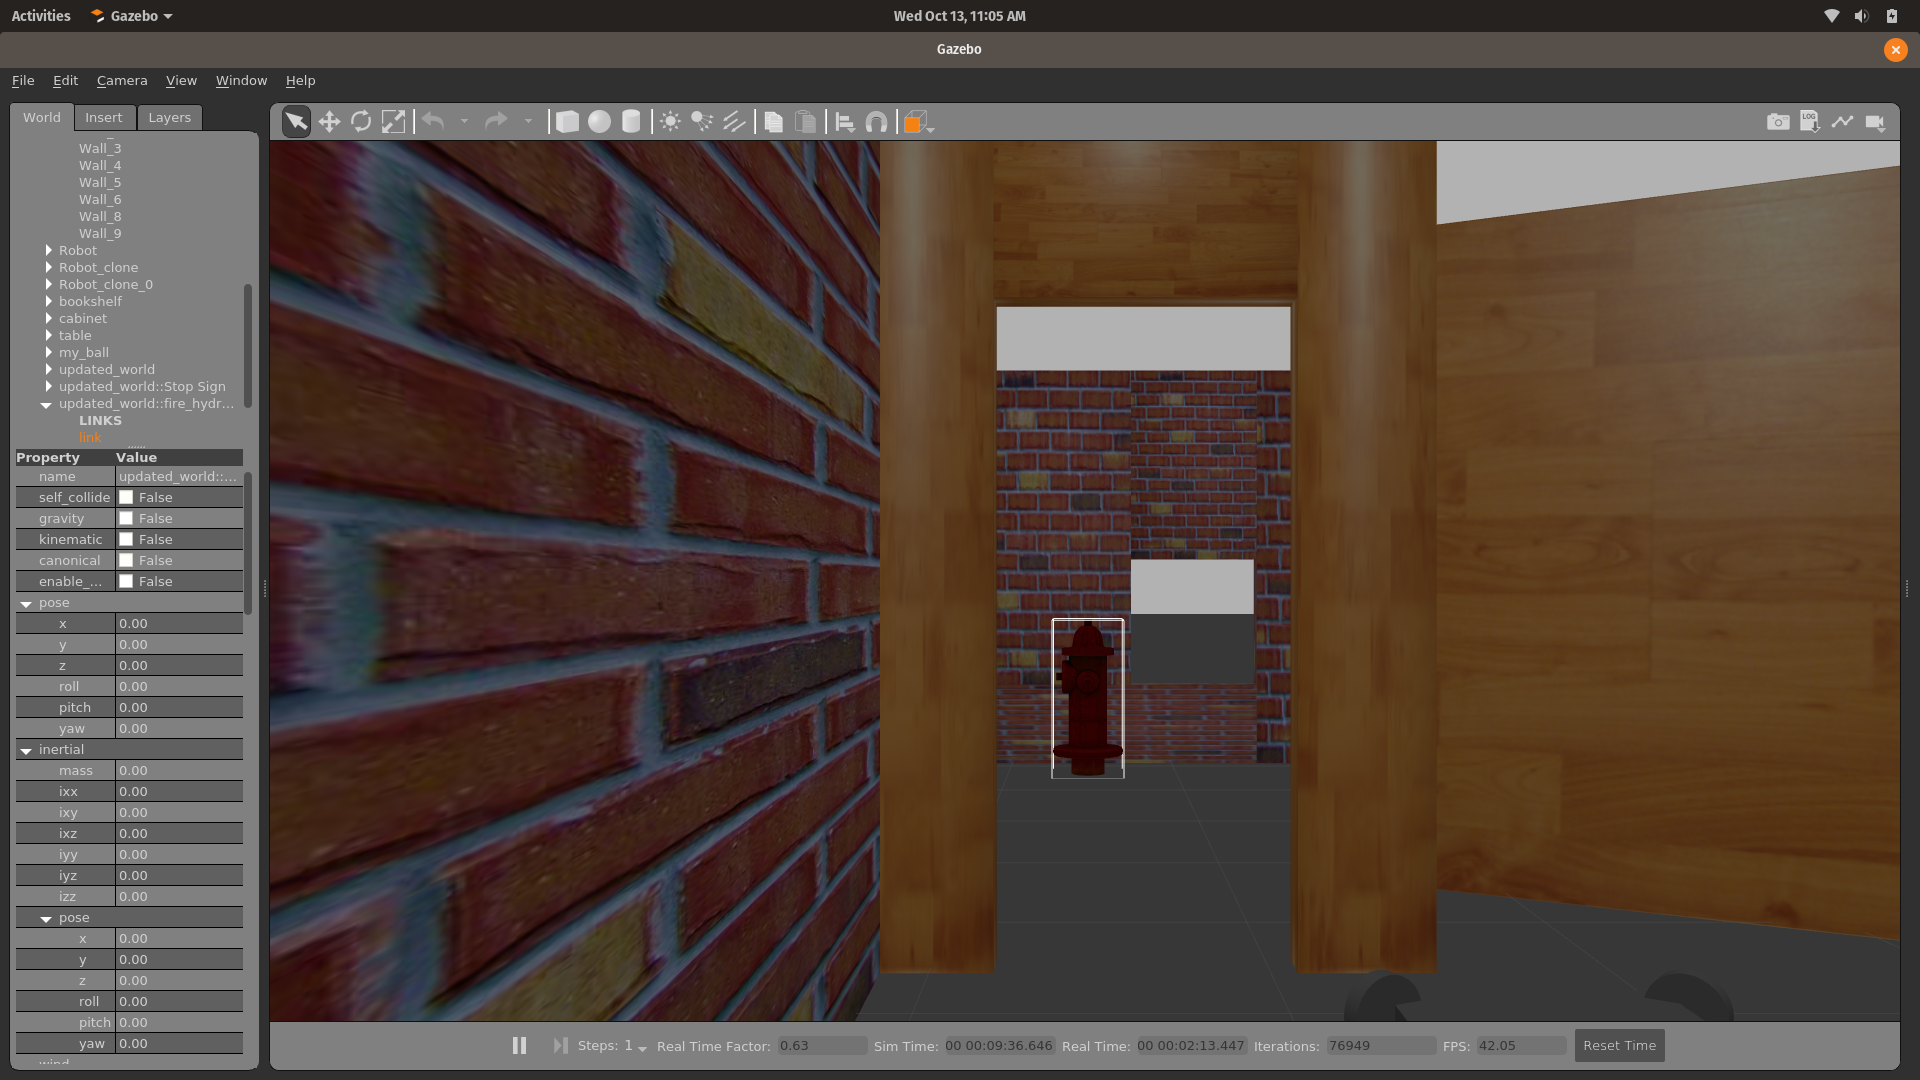 Activities Gazebo Wed Oct 13, 11:05 AM
Gazebo
File Edit Camera View Window Help
World Insert Layers
Wall_3
Wall_4
Wall_5
Wall_6
Wall_8
Wall_9
Robot
Robot_clone
Robot_clone_0
bookshelf
cabinet
table
my_ball
updated_world
updated_world::Stop Sign
updated_world::fire_hydr...
LINKS
link
Property Value
name updated_world::...
self_collide False
gravity False
kinematic False
canonical False
enable_... False
pose
x 0.00
y 0.00
z 0.00
roll 0.00
pitch 0.00
yaw 0.00
inertial
mass 0.00
ixx 0.00
ixy 0.00
ixz 0.00
iyy 0.00
iyz 0.00
izz 0.00
pose
x 0.00
y 0.00
z 0.00
roll 0.00
pitch 0.00
yaw 0.00
LOG
Steps: 1 Real Time Factor: 0.63 Sim Time: 00 00:09:36.646 Real Time: 00 00:02:13.447 Iterations: 76949 FPS: 42.05 Reset Time